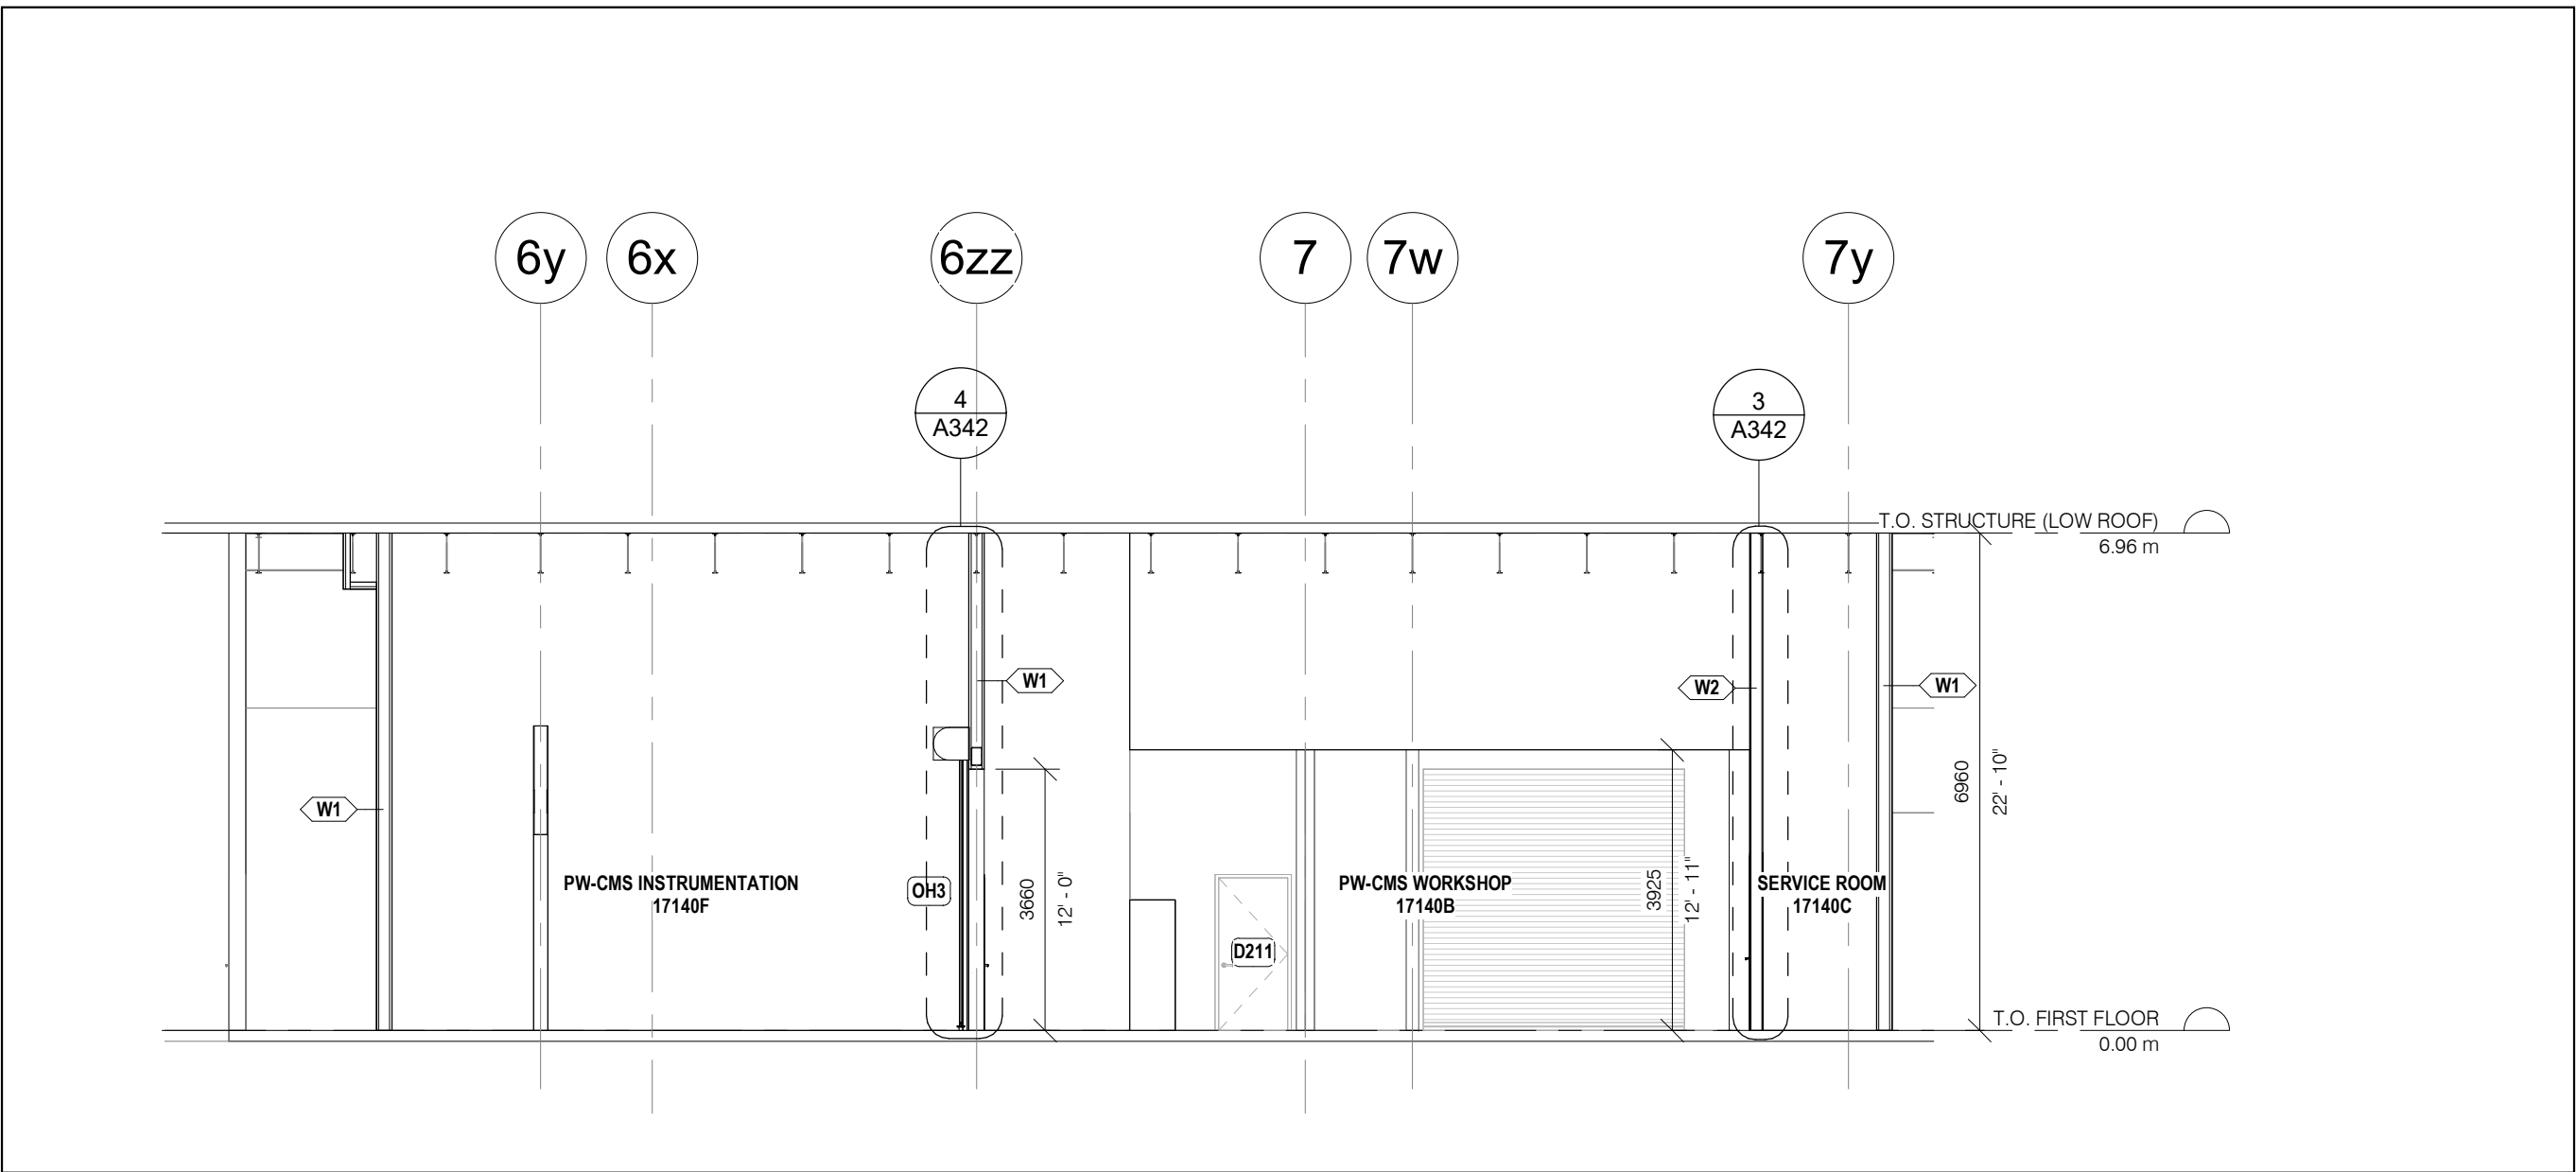 6y
6x
6zz
7
7w
7y
4
A342
3
A342
T.O. STRUCTURE (LOW ROOF)
6.96 m
W1
W2
W1
W1
6960
22' - 10"
PW-CMS INSTRUMENTATION
17140F
OH3
3660
12' - 0"
PW-CMS WORKSHOP
17140B
3925
12' - 11"
SERVICE ROOM
17140C
D211
T.O. FIRST FLOOR
0.00 m